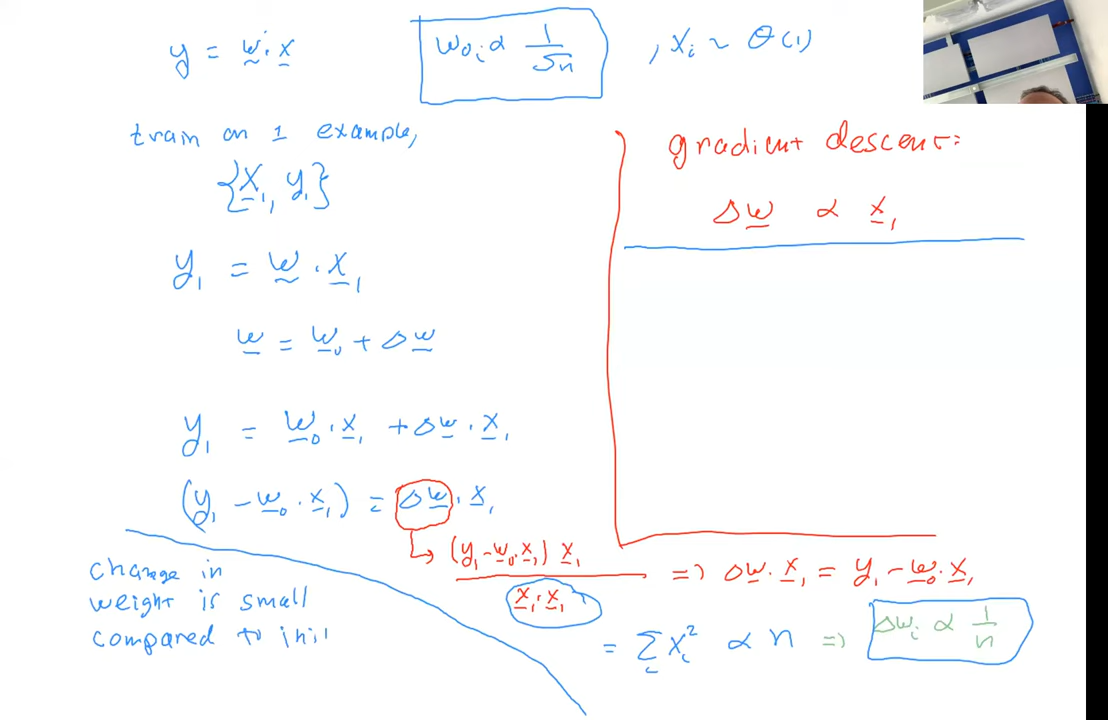 y = w · x   w₀ᵢ ∝ 1/√n , xᵢ ~ θ(1)
train on 1 example,
{x₁, y₁}
y₁ = w · x₁
w = w₀ + Δw
y₁ = w₀ · x₁ + Δw · x₁
(y₁ - w₀ · x₁) = Δw · x₁
gradient descent:
Δw ∝ x₁
(y₁ - w₀ · x₁) x₁ / x₁ · x₁ => Δw · x₁ = y₁ - w₀ · x₁
= Σᵢ xᵢ² ∝ n => Δwᵢ ∝ 1/n
change in
weight is small
compared to